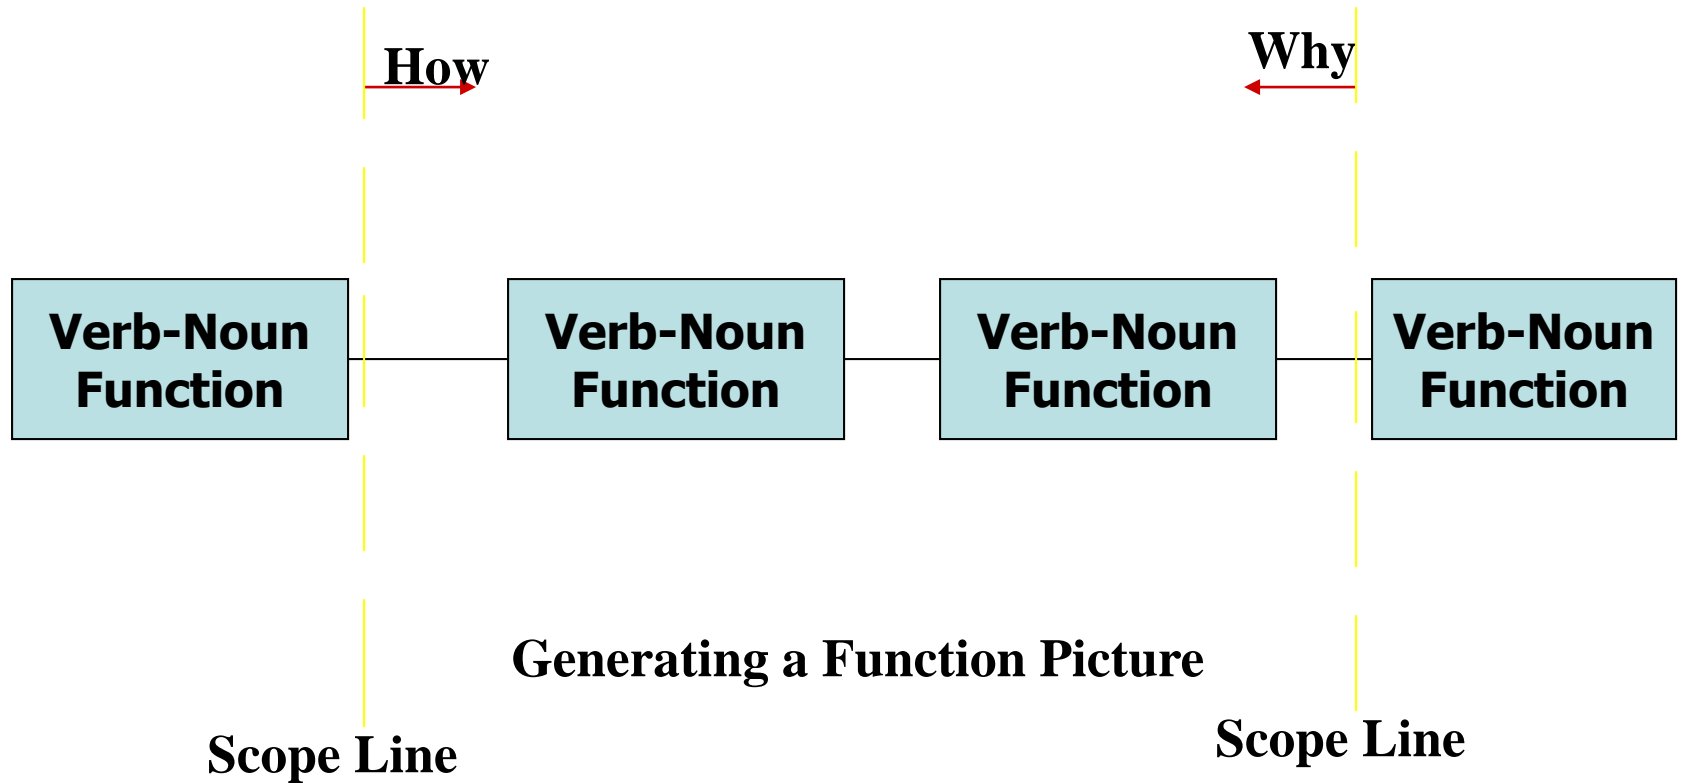 How
Why
Verb-Noun
Function
Verb-Noun
Function
Verb-Noun
Function
Verb-Noun
Function
Generating a Function Picture
Scope Line
Scope Line